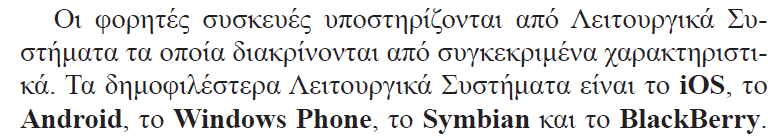 Οι φορητές συσκευές υποστηρίζονται από Λειτουργικά Συ-
στήματα τα οποία διακρίνονται από συγκεκριμένα χαρακτηριστι-
κά. Τα δημοφιλέστερα Λειτουργικά Συστήματα είναι το iOS, το
Android, το Windows Phone, το Symbian και το BlackBerry.